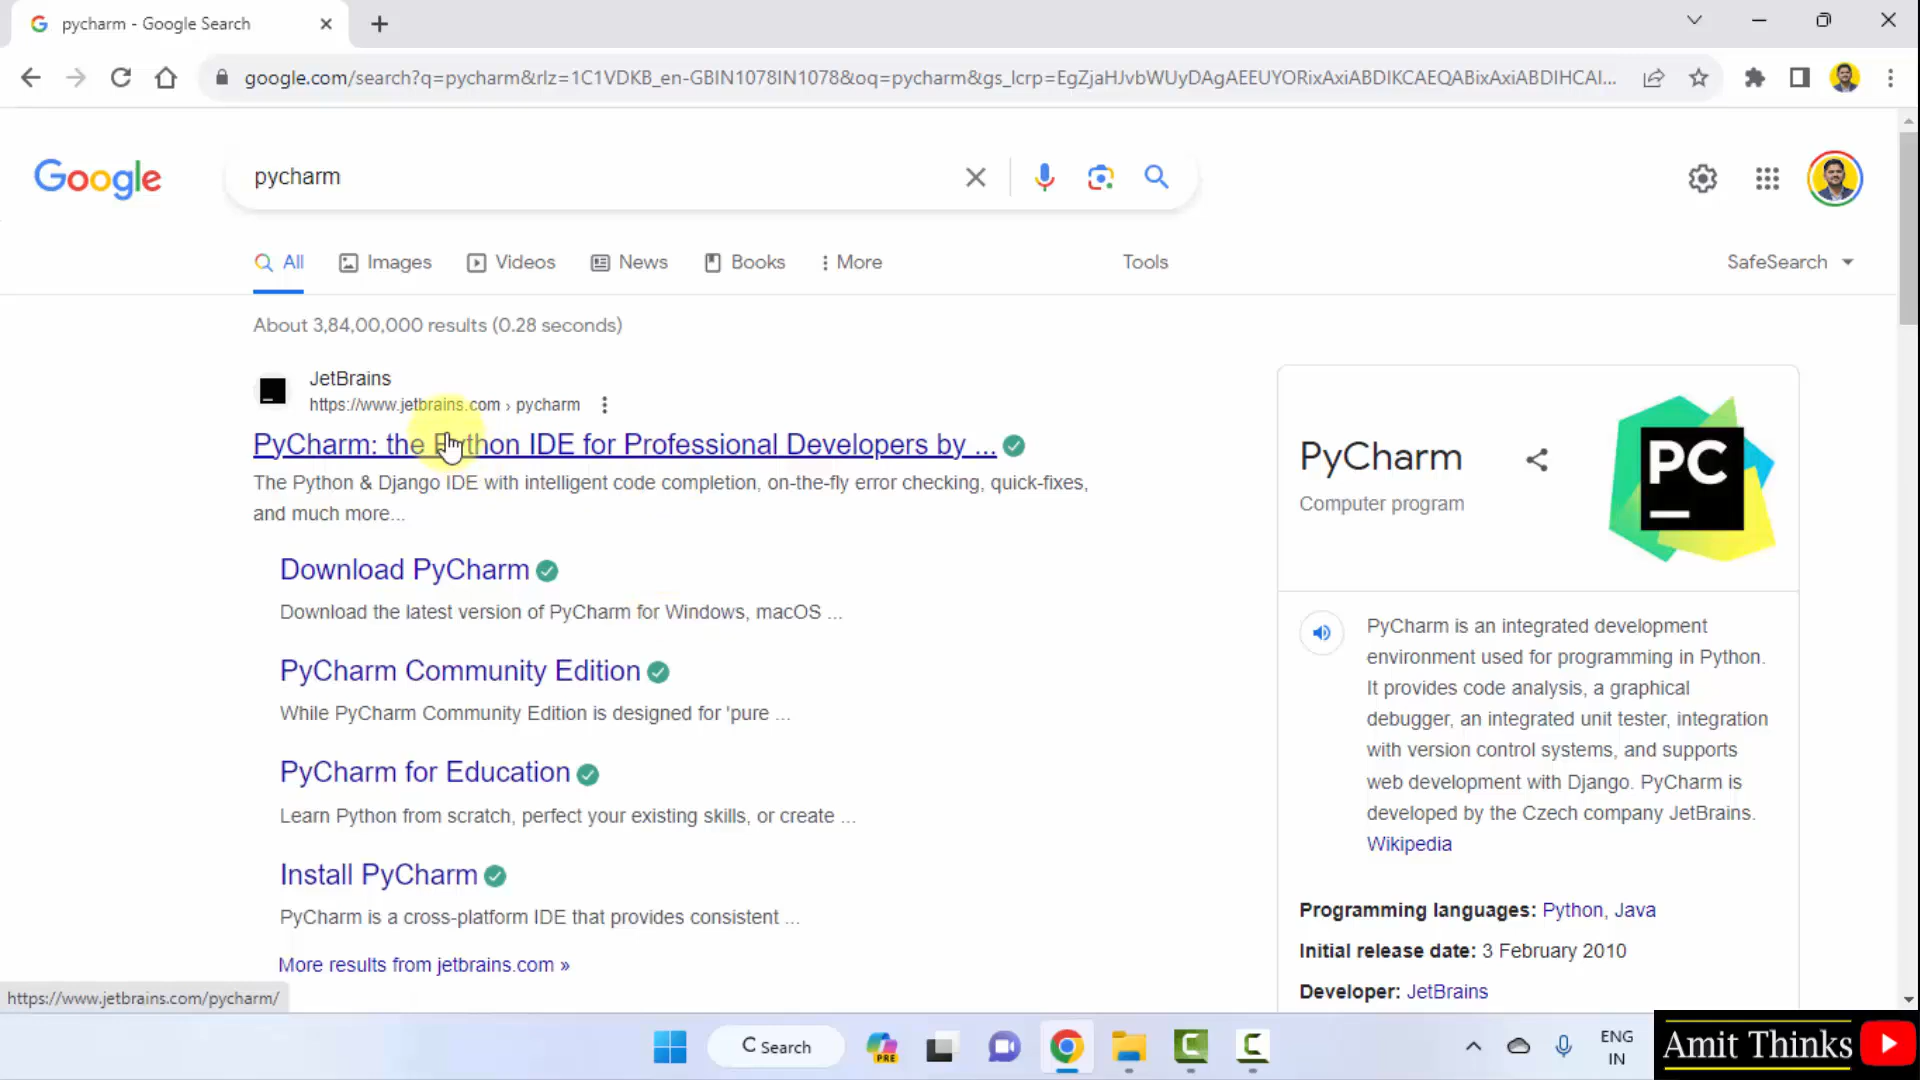 pycharm - Google Search
google.com/search?q=pycharm&rlz=1C1VDKB_en-GBIN1078IN1078&oq=pycharm&gs_lcrp=EgZjaHJvbWUyDAgAEEUYORixAxiABDIKCAEQABixAxiABDIHCAI...
Google
pycharm
All Images Videos News Books More Tools SafeSearch
About 3,84,00,000 results (0.28 seconds)
JetBrains
https://www.jetbrains.com › pycharm
PyCharm: the Python IDE for Professional Developers by ...
The Python & Django IDE with intelligent code completion, on-the-fly error checking, quick-fixes,
and much more...
Download PyCharm
Download the latest version of PyCharm for Windows, macOS ...
PyCharm Community Edition
While PyCharm Community Edition is designed for 'pure ...
PyCharm for Education
Learn Python from scratch, perfect your existing skills, or create ...
Install PyCharm
PyCharm is a cross-platform IDE that provides consistent ...
More results from jetbrains.com »
PyCharm
Computer program
PC
PyCharm is an integrated development
environment used for programming in Python.
It provides code analysis, a graphical
debugger, an integrated unit tester, integration
with version control systems, and supports
web development with Django. PyCharm is
developed by the Czech company JetBrains.
Wikipedia
Programming languages: Python, Java
Initial release date: 3 February 2010
Developer: JetBrains
https://www.jetbrains.com/pycharm/
Search
PRE
C
C
ENG
IN
Amit Thinks